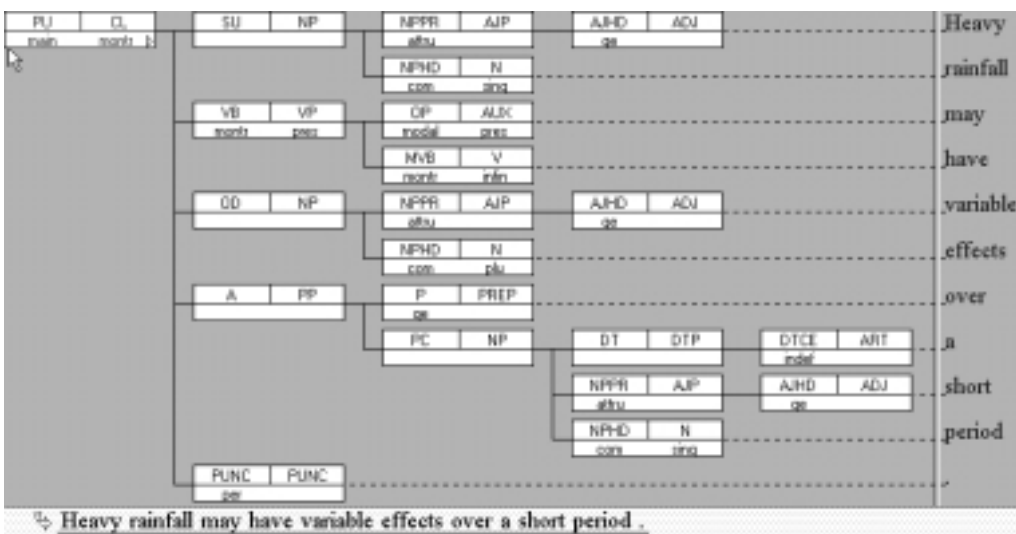 PU CL SU NP NPPR AJP AJHD ADJ Heavy
main montr attru ge
NPHD N rainfall
com sing
VB VP OP AUX may
montr pres modal pres
MVB V have
montr infin
OD NP NPPR AJP AJHD ADJ variable
attru ge
NPHD N effects
com plu
A PP P PREP over
ge
PC NP DT DTP DTCE ART a
indef
NPPR AJP AJHD ADJ short
attru ge
NPHD N period
com sing
PUNC PUNC .
per
Heavy rainfall may have variable effects over a short period .